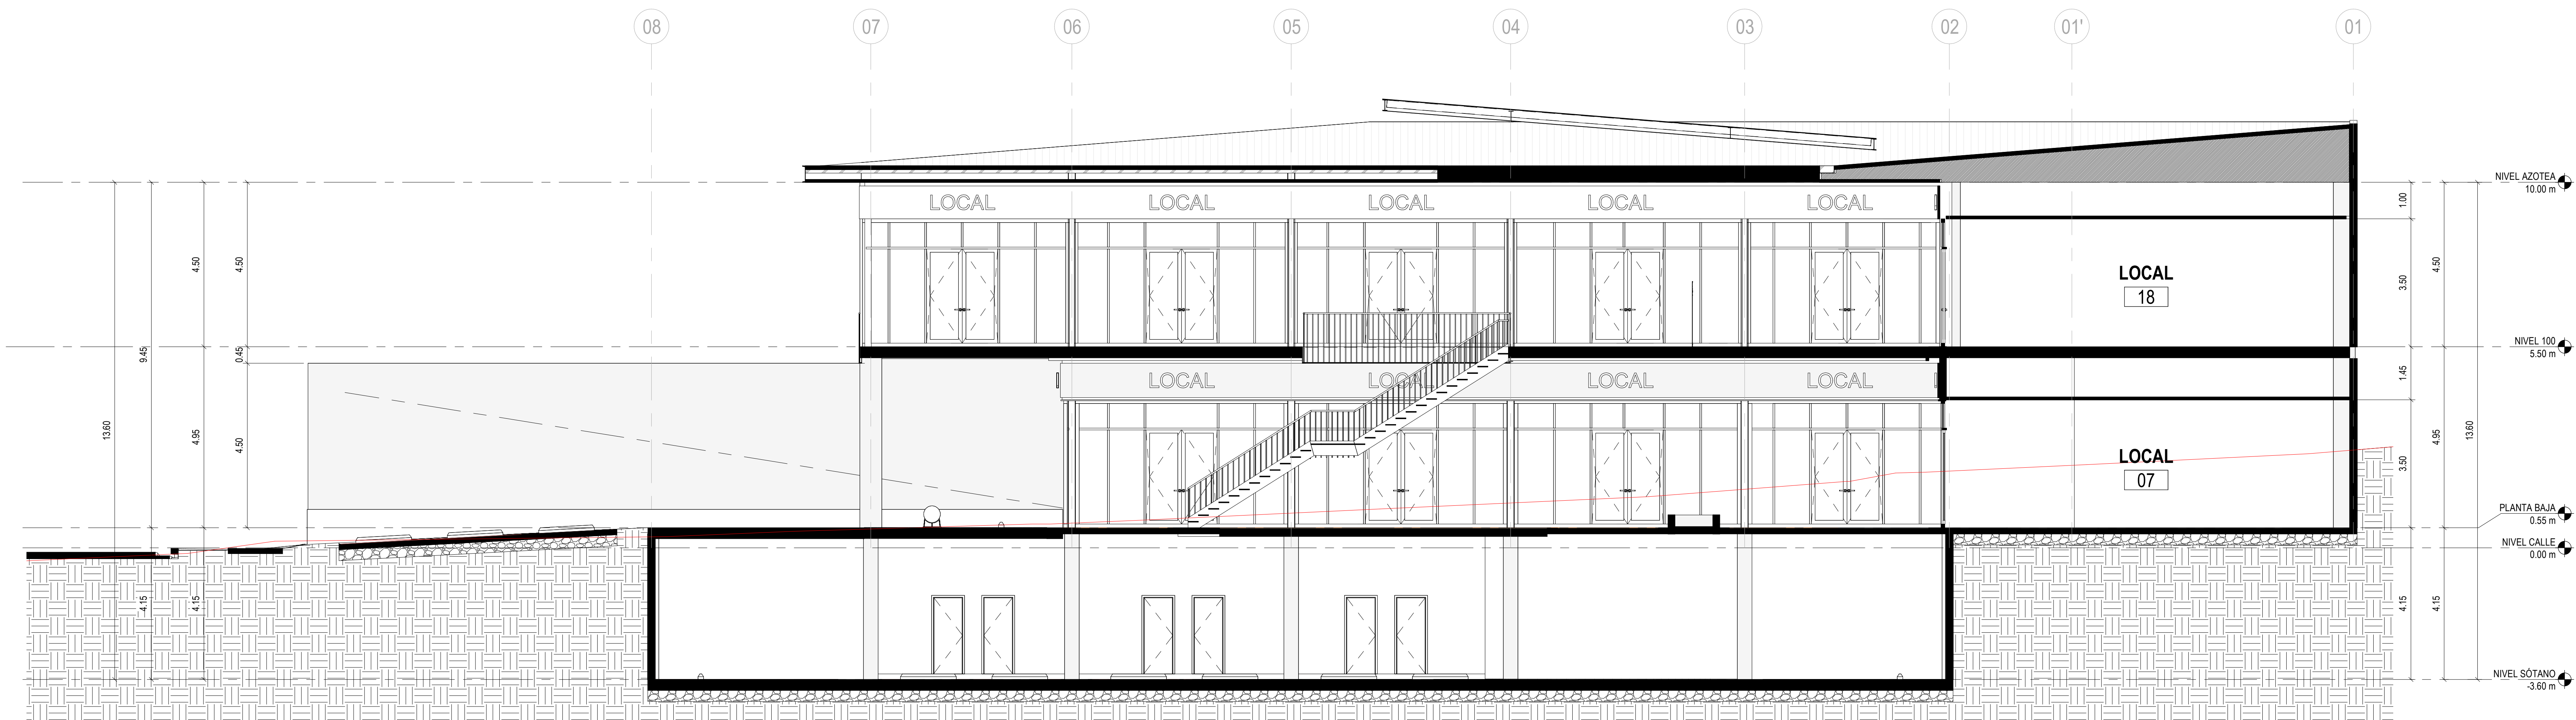 08 07 06 05 04 03 02 01' 01
NIVEL AZOTEA
10.00 m
LOCAL LOCAL LOCAL LOCAL LOCAL
1.00
4.50 4.50
9.45
3.50
4.50
LOCAL
18
NIVEL 100
5.50 m
0.45
LOCAL LOCAL LOCAL LOCAL
1.45
13.60
4.95
4.50
LOCAL
07
3.50
4.95
13.60
PLANTA BAJA
0.55 m
NIVEL CALLE
0.00 m
4.15 4.15
4.15 4.15
NIVEL SÓTANO
-3.60 m